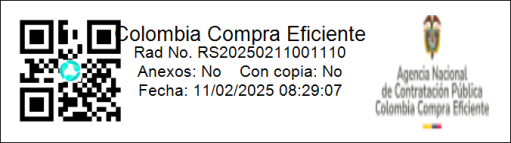 Colombia Compra Eficiente
Rad No. RS20250211001110
Anexos: No Con copia: No
Fecha: 11/02/2025 08:29:07
Agencia Nacional
de Contratación Pública
Colombia Compra Eficiente